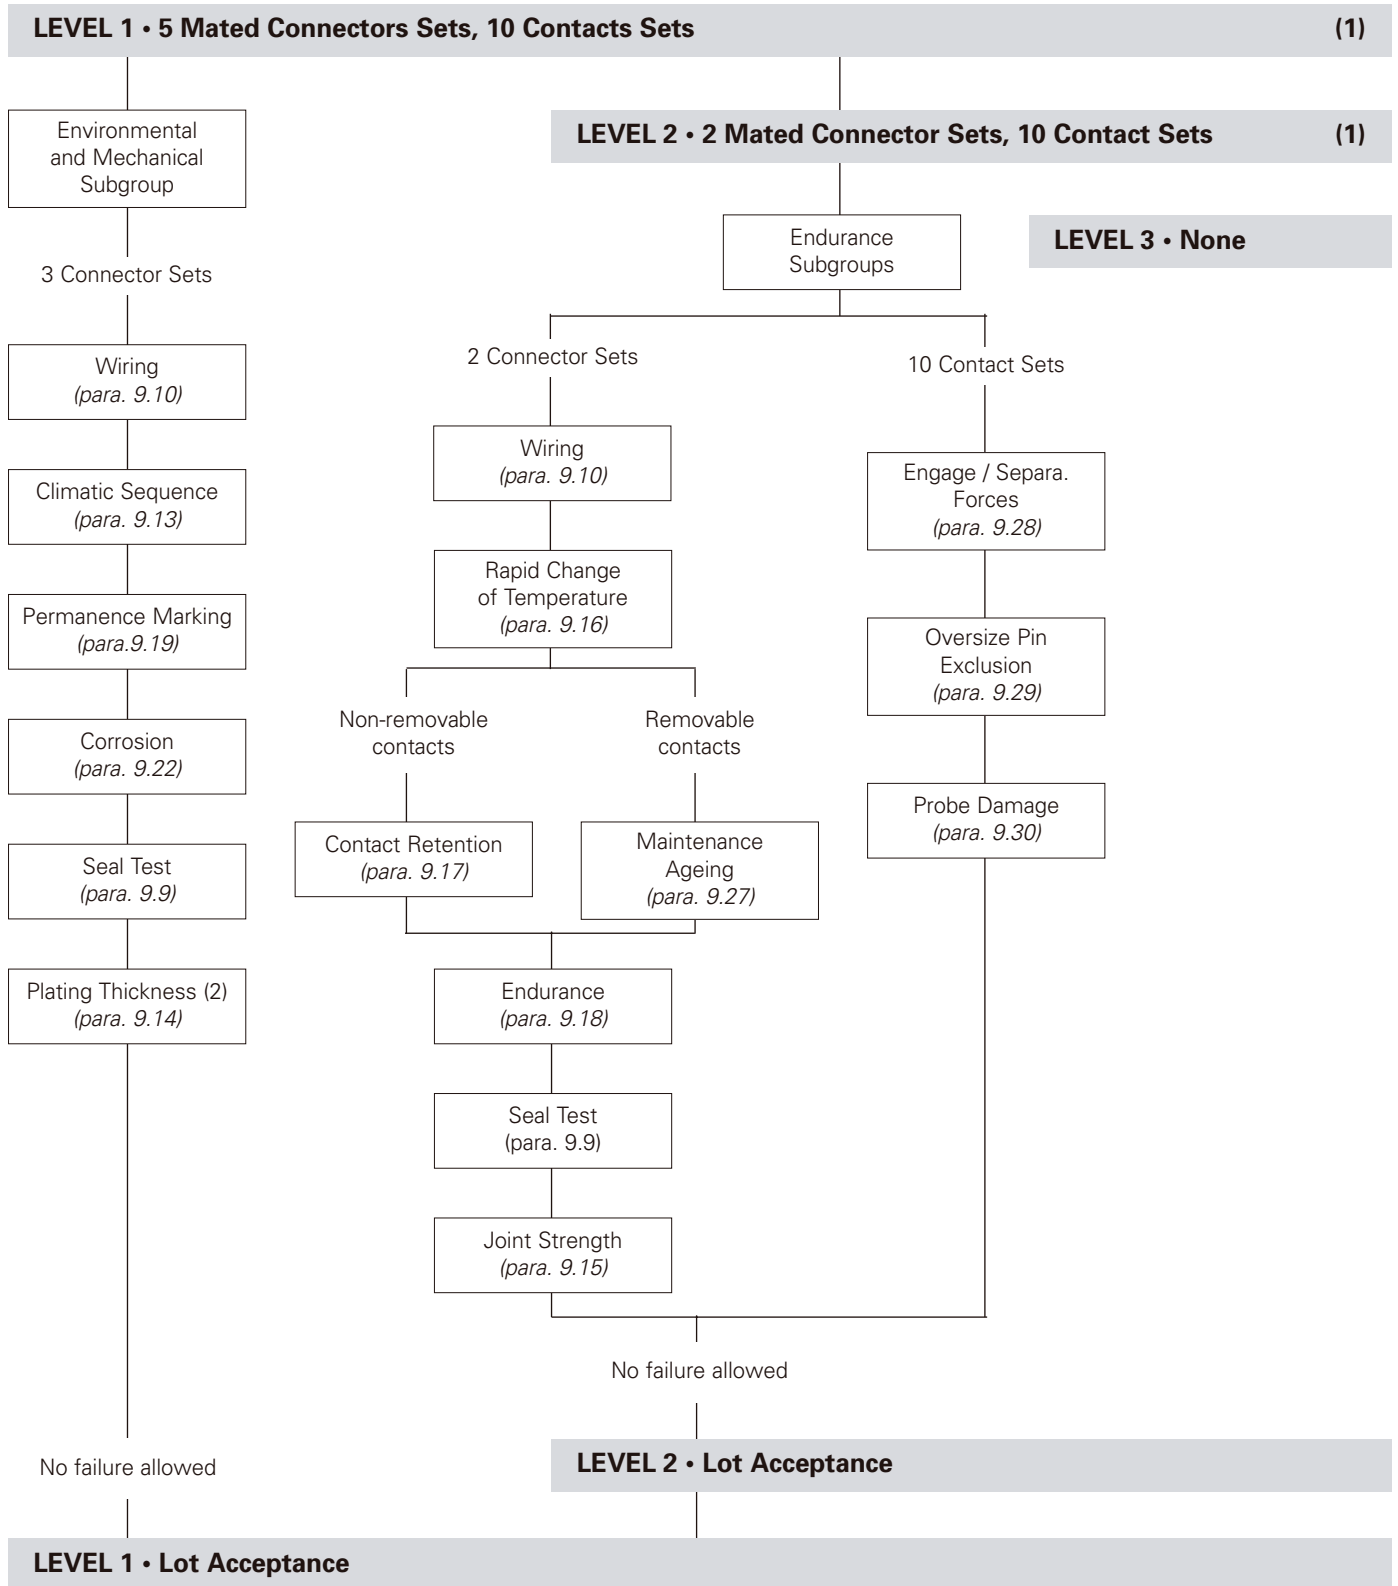 LEVEL 1 • 5 Mated Connectors Sets, 10 Contacts Sets (1)
Environmental
and Mechanical
Subgroup
LEVEL 2 • 2 Mated Connector Sets, 10 Contact Sets (1)
Endurance
Subgroups
LEVEL 3 • None
3 Connector Sets
Wiring
(para. 9.10)
Climatic Sequence
(para. 9.13)
Permanence Marking
(para.9.19)
Corrosion
(para. 9.22)
Seal Test
(para. 9.9)
Plating Thickness (2)
(para. 9.14)
2 Connector Sets
Wiring
(para. 9.10)
Rapid Change
of Temperature
(para. 9.16)
Non-removable
contacts
Removable
contacts
Contact Retention
(para. 9.17)
Maintenance
Ageing
(para. 9.27)
Endurance
(para. 9.18)
Seal Test
(para. 9.9)
Joint Strength
(para. 9.15)
10 Contact Sets
Engage / Separa.
Forces
(para. 9.28)
Oversize Pin
Exclusion
(para. 9.29)
Probe Damage
(para. 9.30)
No failure allowed
LEVEL 2 • Lot Acceptance
No failure allowed
LEVEL 1 • Lot Acceptance